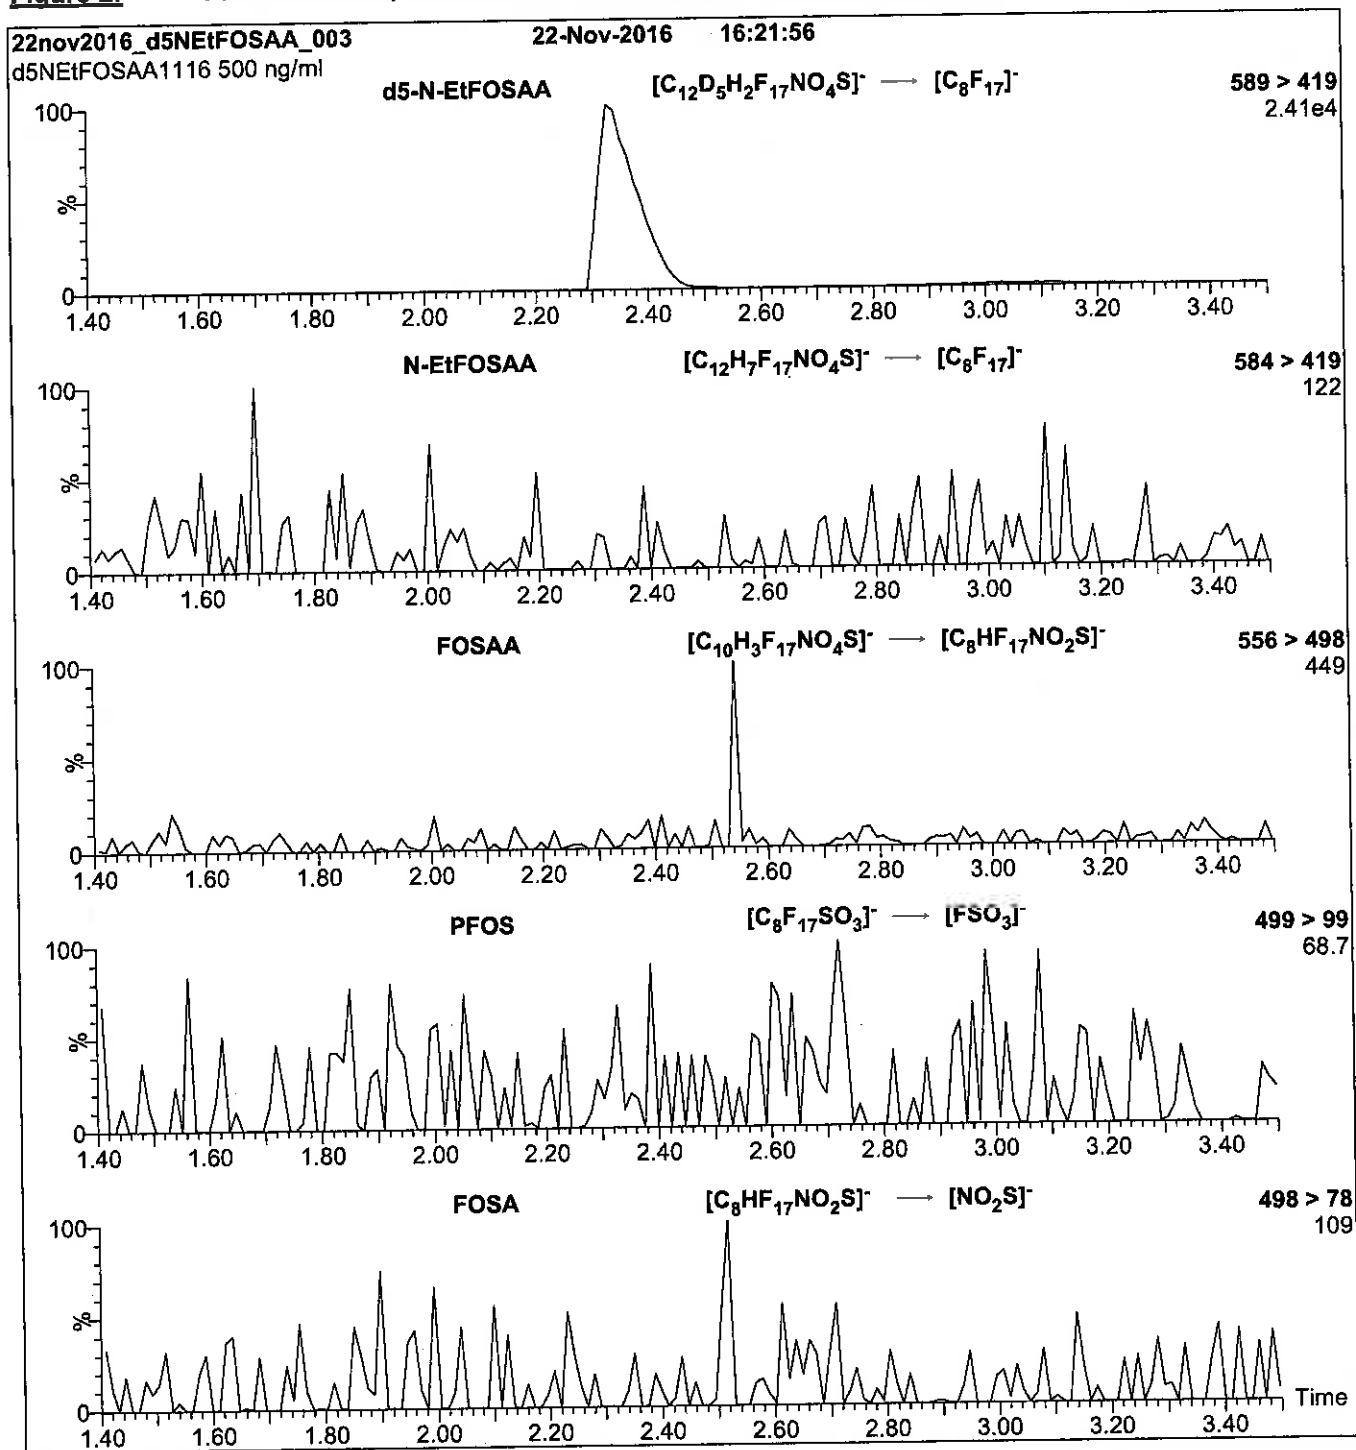 22nov2016_d5NEtFOSAA_003 22-Nov-2016 16:21:56
d5NEtFOSAA1116 500 ng/ml
d5-N-EtFOSAA [C12D5H2F17NO4S]- → [C8F17]- 589 > 419
2.41e4
100
%
0
1.40 1.60 1.80 2.00 2.20 2.40 2.60 2.80 3.00 3.20 3.40
N-EtFOSAA [C12H7F17NO4S]- → [C8F17]- 584 > 419
122
100
%
0
1.40 1.60 1.80 2.00 2.20 2.40 2.60 2.80 3.00 3.20 3.40
FOSAA [C10H3F17NO4S]- → [C8HF17NO2S]- 556 > 498
449
100
%
0
1.40 1.60 1.80 2.00 2.20 2.40 2.60 2.80 3.00 3.20 3.40
PFOS [C8F17SO3]- → [FSO3]- 499 > 99
68.7
100
%
0
1.40 1.60 1.80 2.00 2.20 2.40 2.60 2.80 3.00 3.20 3.40
FOSA [C8HF17NO2S]- → [NO2S]- 498 > 78
109
100
%
0
Time
1.40 1.60 1.80 2.00 2.20 2.40 2.60 2.80 3.00 3.20 3.40